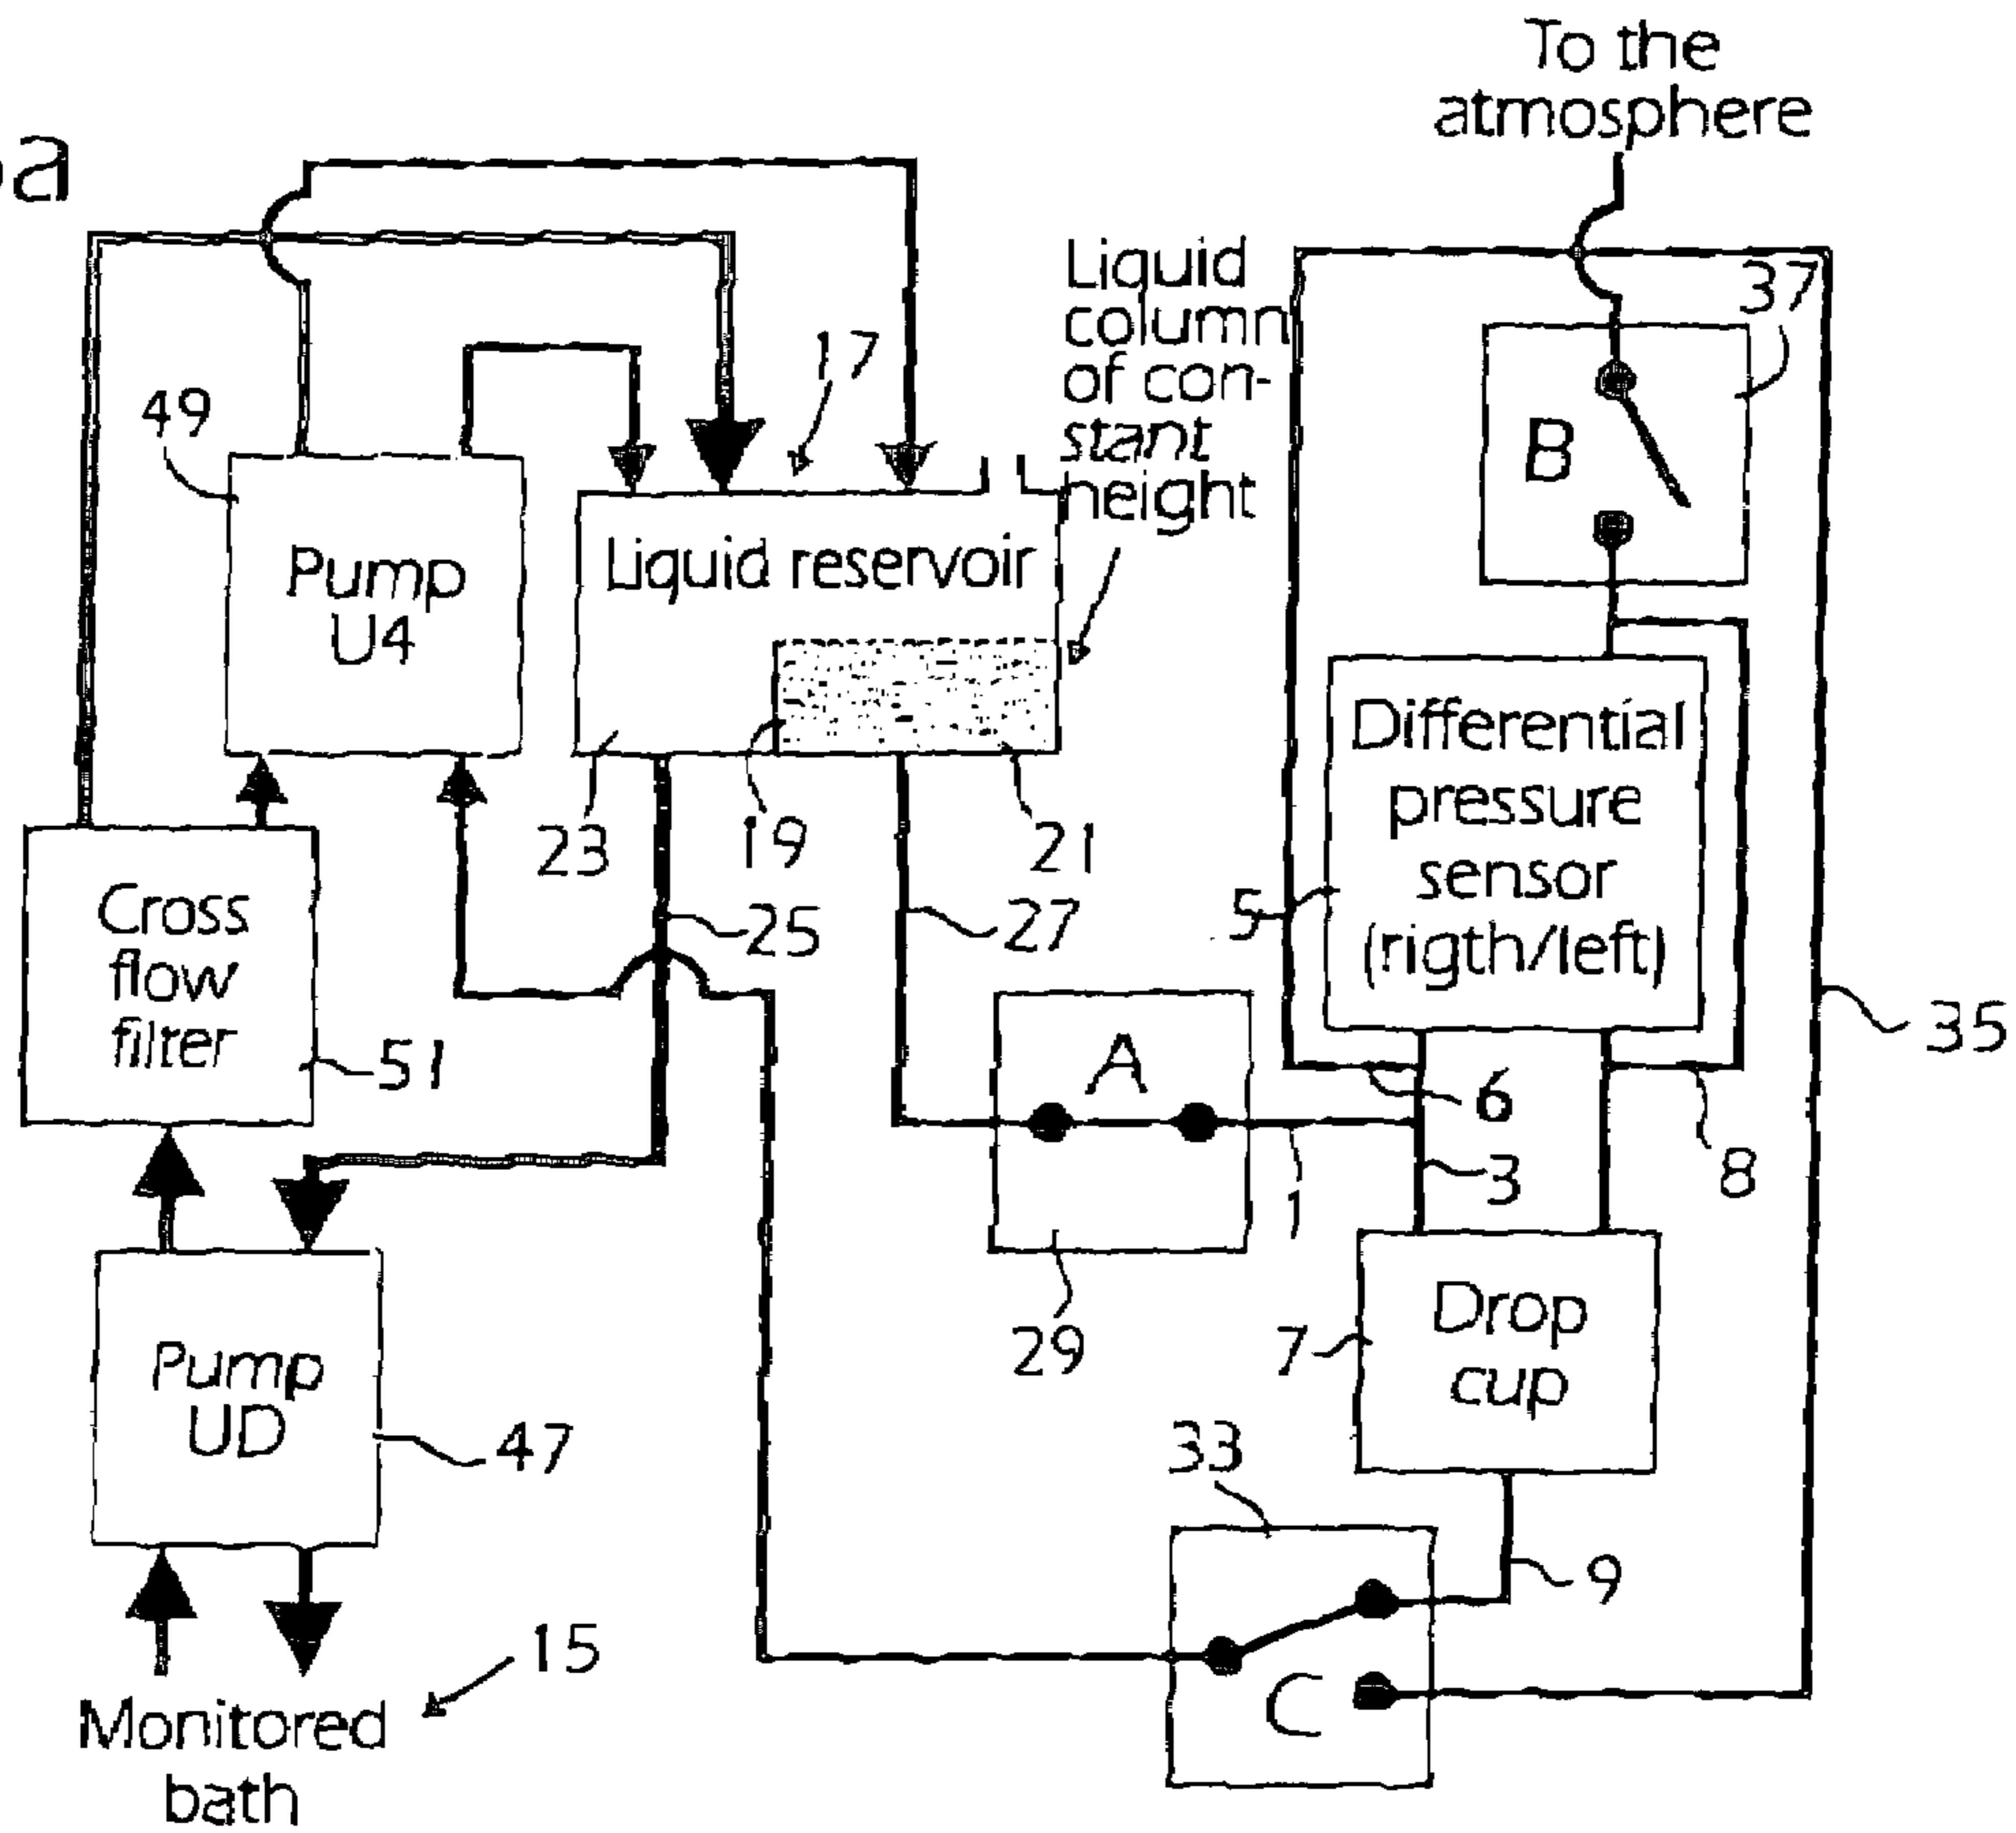 To the
atmosphere
a
37
Liquid
column
of con-
stant
height
17
49
B
Pump
U4
Liquid reservoir
Differential
pressure
sensor
(rigth/left)
23
19
21
5
Cross
flow
filter
25
27
35
51
A
6
3
8
1
29
7
Drop
cup
Pump
UD
47
33
9
15
C
Monitored
bath